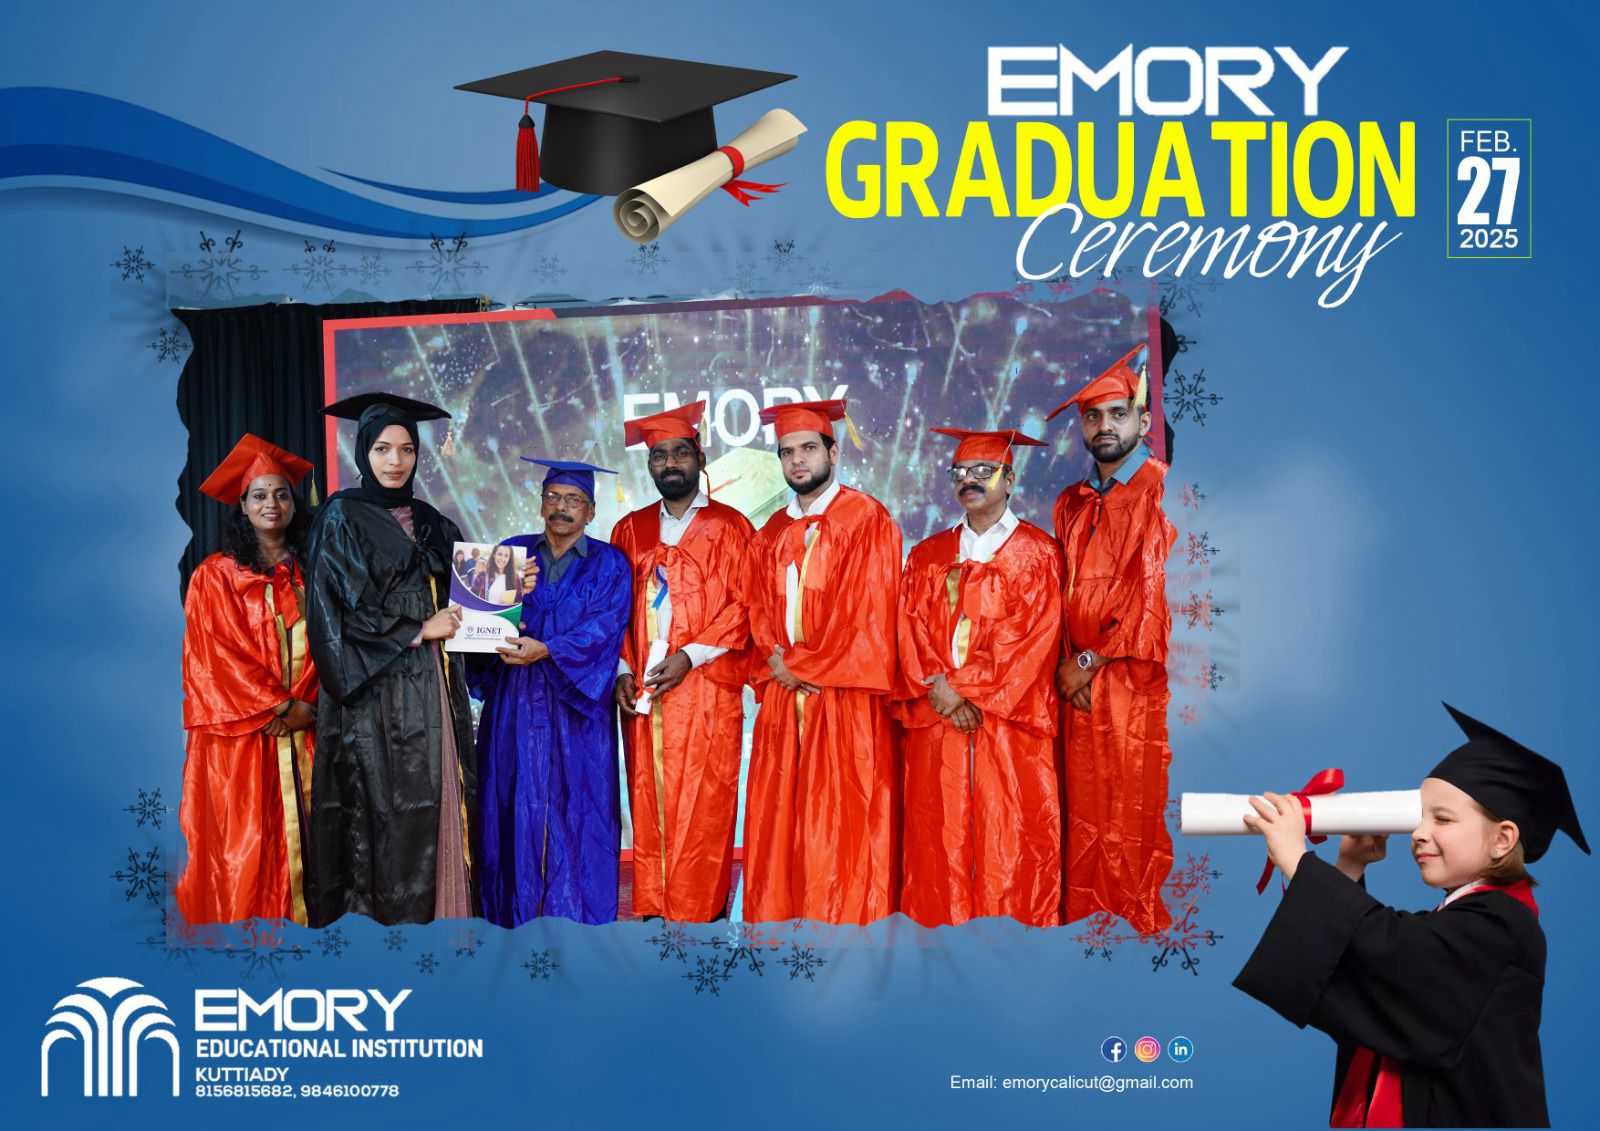 EMORY
GRADUATION
Ceremony
FEB.
27
2025
EMORY
IGNET
EMORY
EDUCATIONAL INSTITUTION
KUTTIADY
8156815682, 9846100778
Email: emorycalicut@gmail.com